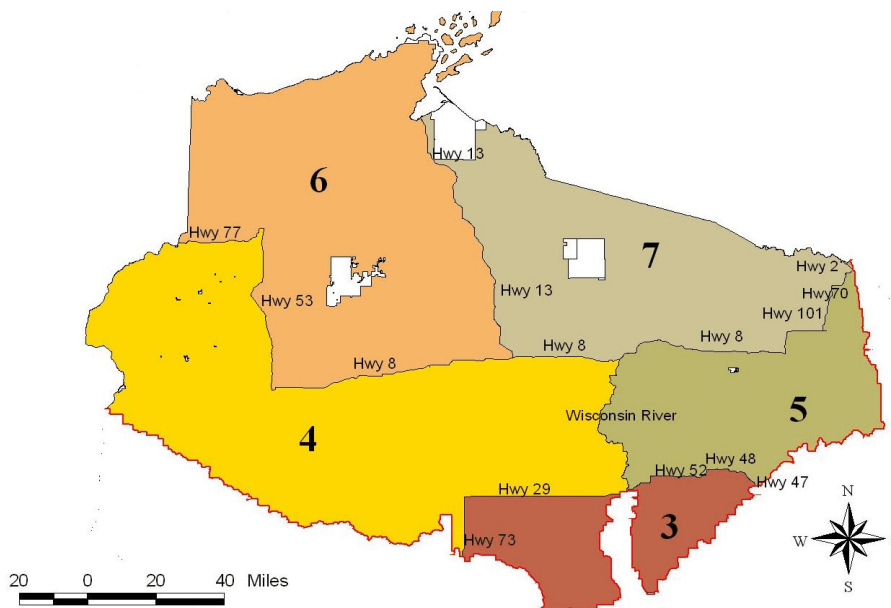 Hwy 13
6
Hwy 77
7
Hwy 2
Hwy 53
Hwy 13
Hwy70
Hwy 101
Hwy 8
Hwy 8
Hwy 8
Wisconsin River
5
4
Hwy 48
Hwy 52
Hwy 47
Hwy 29
N
3
Hwy 73
W
E
S
20 0 20 40 Miles